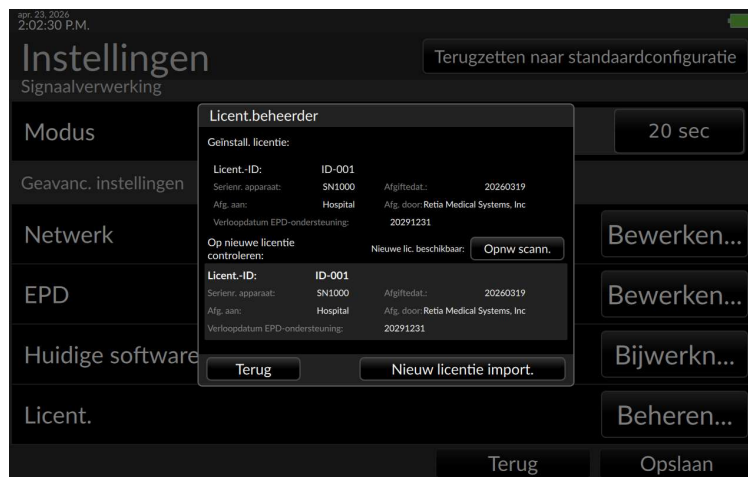 apr. 23, 2026
2:02:30 P.M.
Instellingen
Terugzetten naar standaardconfiguratie
Signaalverwerking
Modus
20 sec
Geavanc. instellingen
Netwerk
Bewerken...
EPD
Bewerken...
Huidige software
Bijwerkn...
Licent.
Beheren...
Terug
Opslaan
Licent.beheerder
Geïnstall. licentie:
Licent.-ID: ID-001
Serienr. apparaat: SN1000 Afgiftedat.: 20260319
Afg. aan: Hospital Afg. door: Retia Medical Systems, Inc
Verloopdatum EPD-ondersteuning: 20291231
Op nieuwe licentie
controleren:
Nieuwe lic. beschikbaar: Opnw scann.
Licent.-ID: ID-001
Serienr. apparaat: SN1000 Afgiftedat.: 20260319
Afg. aan: Hospital Afg. door: Retia Medical Systems, Inc
Verloopdatum EPD-ondersteuning: 20291231
Terug
Nieuw licentie import.